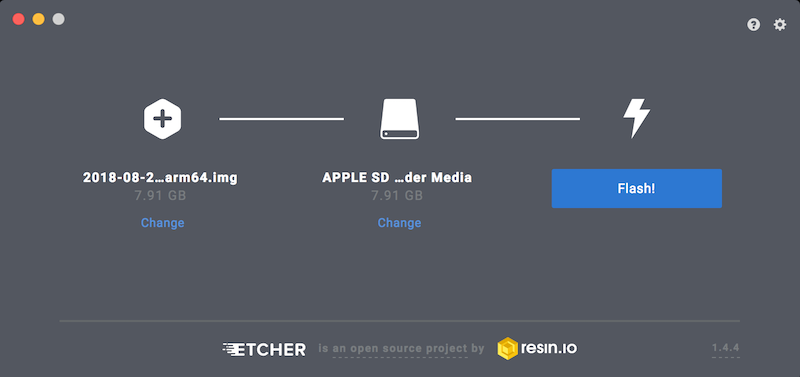 2018-08-2...arm64.img
7.91 GB
Change
APPLE SD ...der Media
7.91 GB
Change
Flash!
ETCHER is an open source project by resin.io
1.4.4